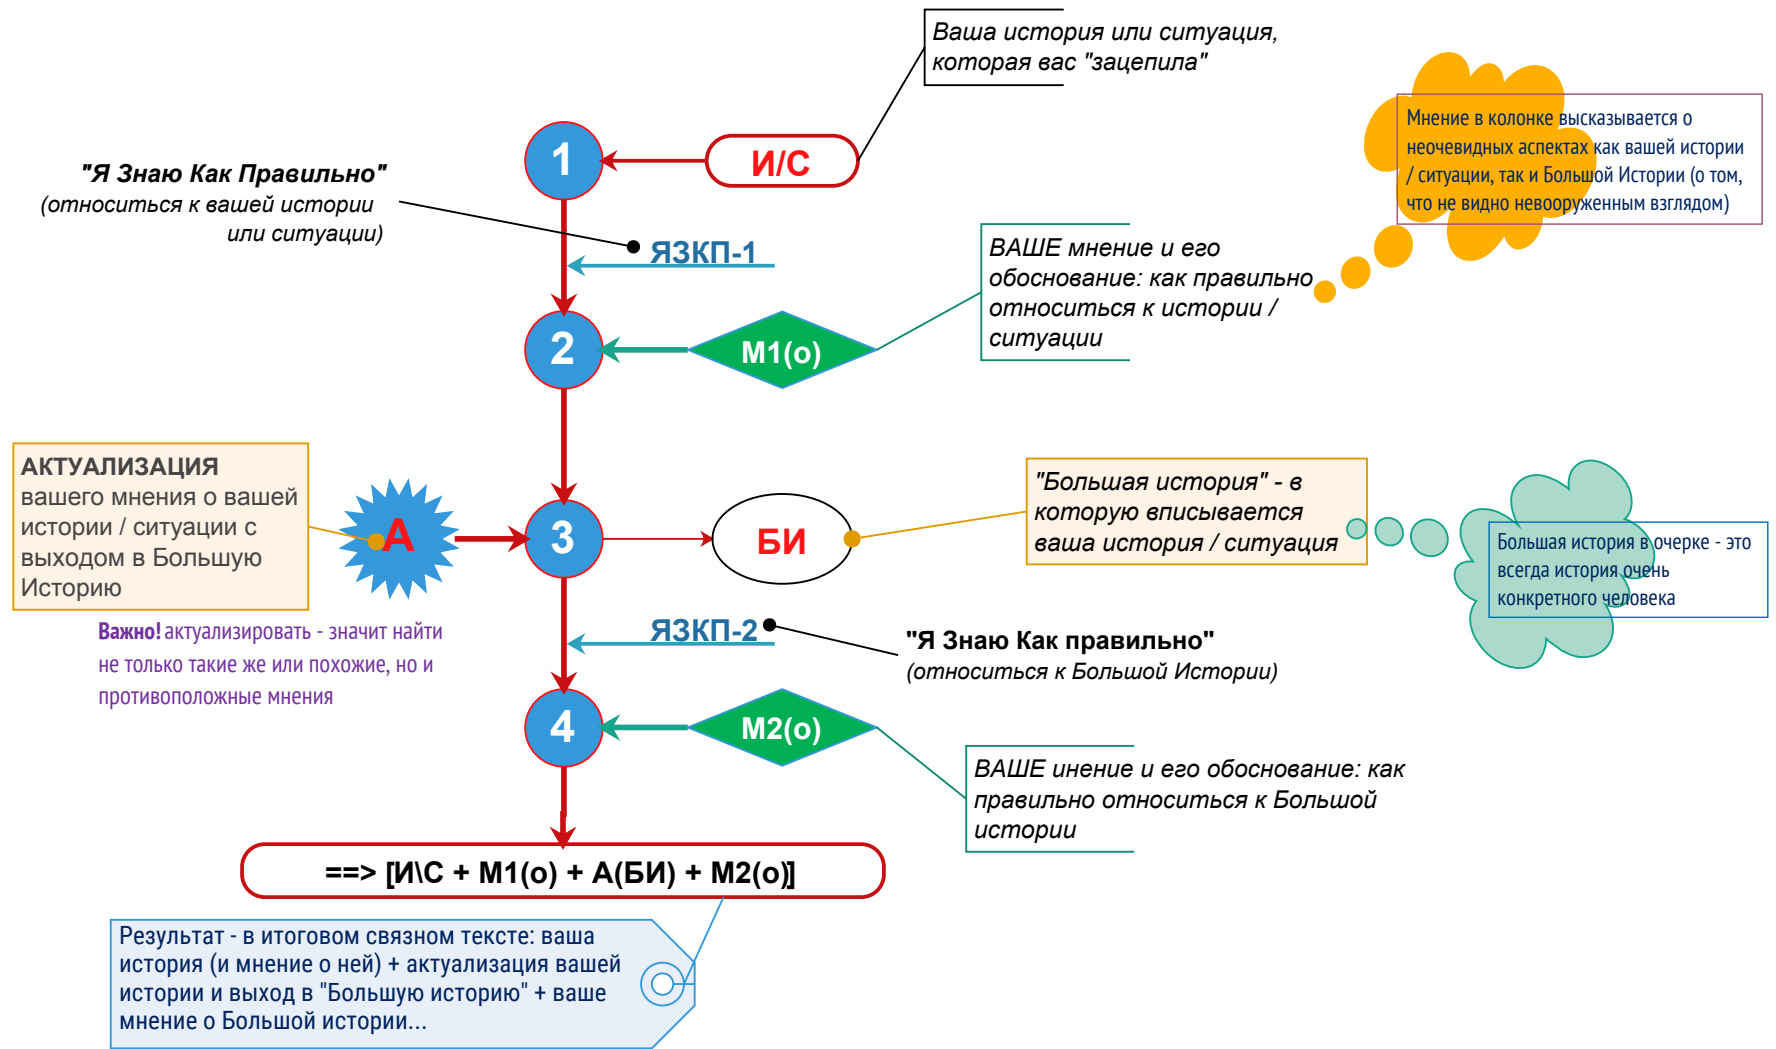 Ваша история или ситуация,
которая вас "зацепила"
Мнение в колонке высказывается о
неочевидных аспектах как вашей истории
/ ситуации, так и Большой Истории (о том,
что не видно невооруженным взглядом)
1
И/С
"Я Знаю Как Правильно"
(относиться к вашей истории
или ситуации)
ЯЗКП-1
ВАШЕ мнение и его
обоснование: как правильно
относиться к истории /
ситуации
2
М1(о)
АКТУАЛИЗАЦИЯ
вашего мнения о вашей
истории / ситуации с
выходом в Большую
Историю
А
3
БИ
"Большая история" - в
которую вписывается
ваша история / ситуация
Большая история в очерке - это
всегда история очень
конкретного человека
Важно! актуализировать - значит найти
не только такие же или похожие, но и
противоположные мнения
ЯЗКП-2
"Я Знаю Как правильно"
(относиться к Большой Истории)
4
М2(о)
ВАШЕ инение и его обоснование: как
правильно относиться к Большой
истории
==> [И\С + М1(о) + А(БИ) + М2(о)]
Результат - в итоговом связном тексте: ваша
история (и мнение о ней) + актуализация вашей
истории и выход в "Большую историю" + ваше
мнение о Большой истории...